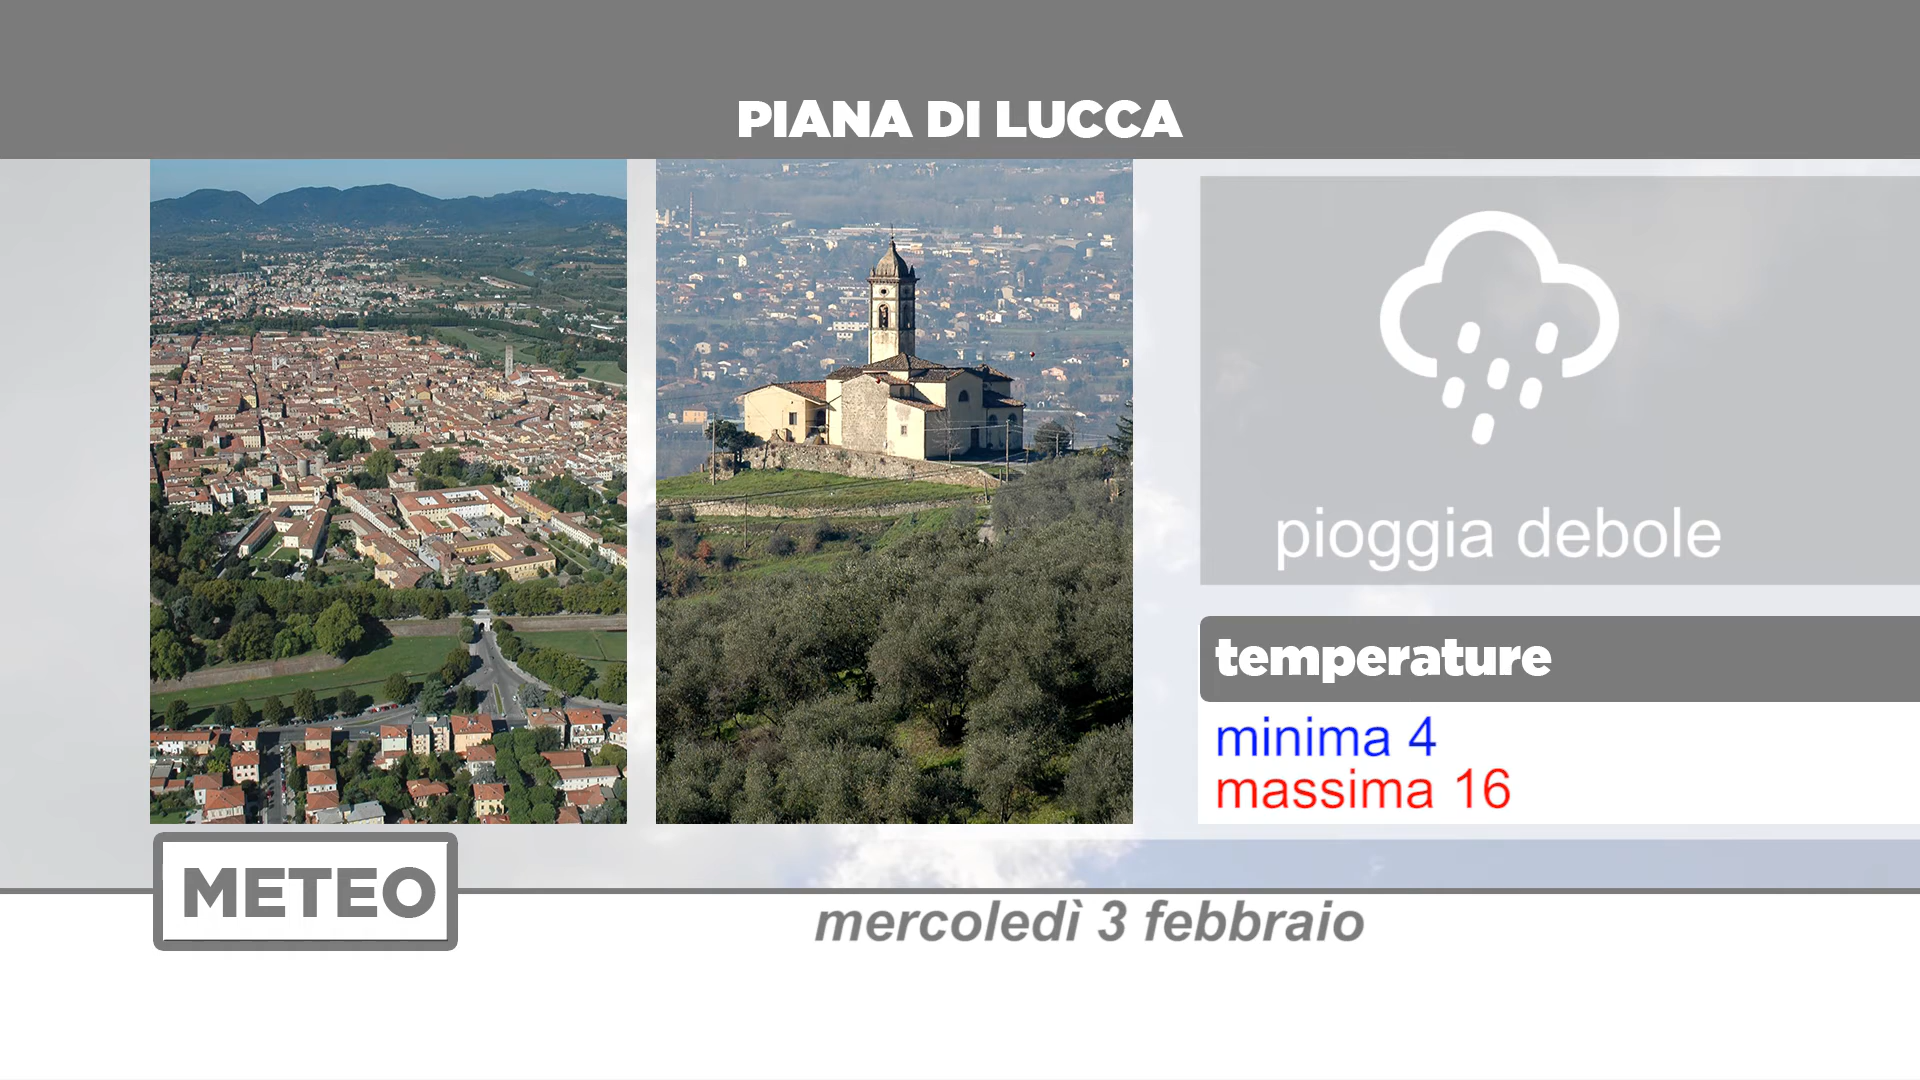 PIANA DI LUCCA
pioggia debole
temperature
minima 4
massima 16
METEO
mercoledì 3 febbraio